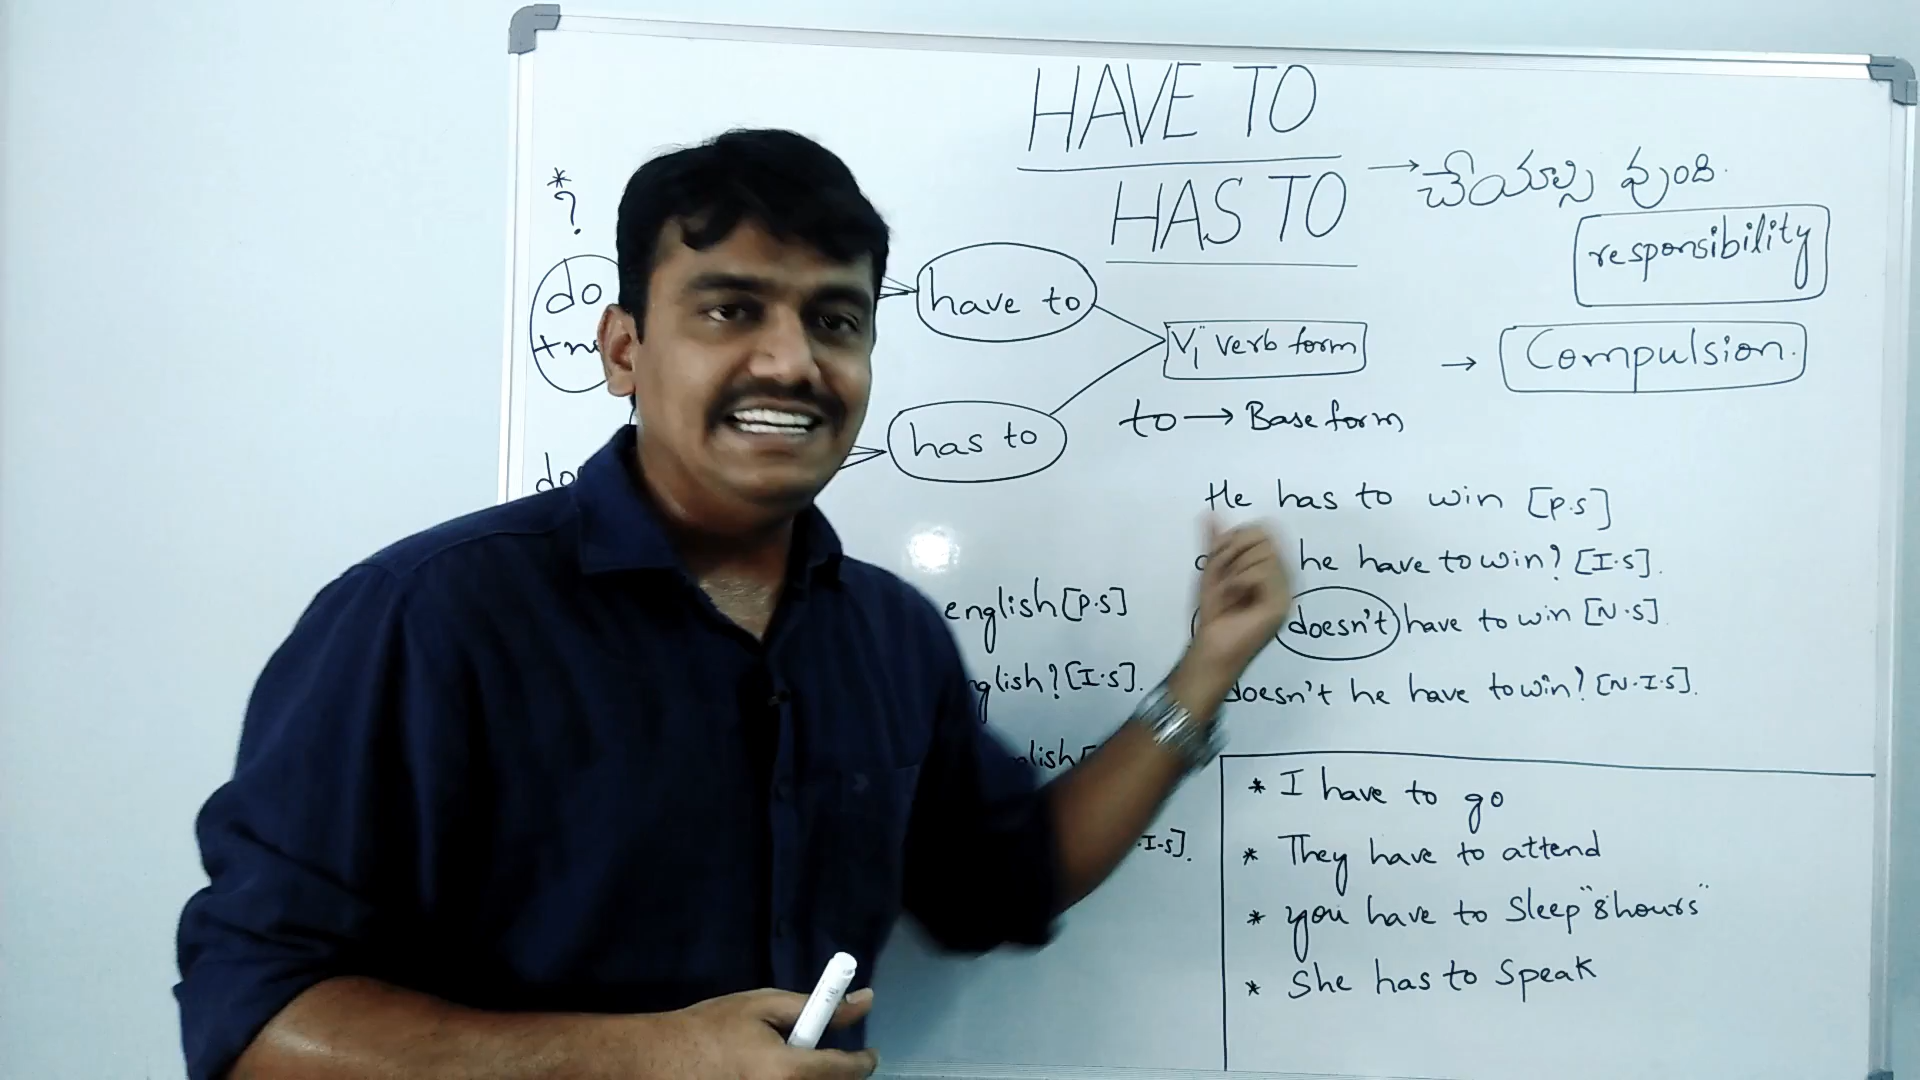 HAVE TO
HAS TO
→ చేయాల్సి వుంది.
responsibility
→ Compulsion.
*
?
do
have to
has to
V₁ verb form
to → Base form
He has to win [P.S]
he have to win? [I.S].
doesn't have to win [N.S]
doesn't he have to win? [N.I.S].
english [P.S]
[I.S].
* I have to go
* They have to attend
* you have to Sleep "8 hours"
* She has to Speak